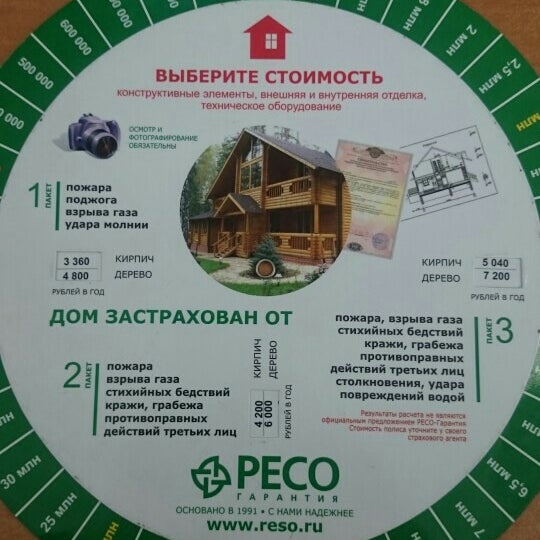 500 000
600 000
2 МЛН
2,5 МЛН
ВЫБЕРИТЕ СТОИМОСТЬ
конструктивные элементы, внешняя и внутренняя отделка,
техническое оборудование
ОСМОТР И
ФОТОГРАФИРОВАНИЕ
ОБЯЗАТЕЛЬНЫ
1 ПАКЕТ
пожара
поджога
взрыва газа
удара молнии
3 360 КИРПИЧ
4 800 ДЕРЕВО
РУБЛЕЙ В ГОД
КИРПИЧ 5 040
ДЕРЕВО 7 200
РУБЛЕЙ В ГОД
ДОМ ЗАСТРАХОВАН ОТ
2 ПАКЕТ
пожара
взрыва газа
стихийных бедствий
кражи, грабежа
противоправных
действий третьих лиц
4 200 КИРПИЧ
6 000 ДЕРЕВО
РУБЛЕЙ В ГОД
3 ПАКЕТ
пожара, взрыва газа
стихийных бедствий
кражи, грабежа
противоправных
действий третьих лиц
столкновения, удара
повреждений водой
Результаты расчета не являются
официальным предложением РЕСО-Гарантия
Стоимость полиса уточните у своего
страхового агента
РЕСО
ГАРАНТИЯ
ОСНОВАНО В 1991 • С НАМИ НАДЕЖНЕЕ
www.reso.ru
30 МЛН
25 МЛН
6,5 МЛН
7 МЛН